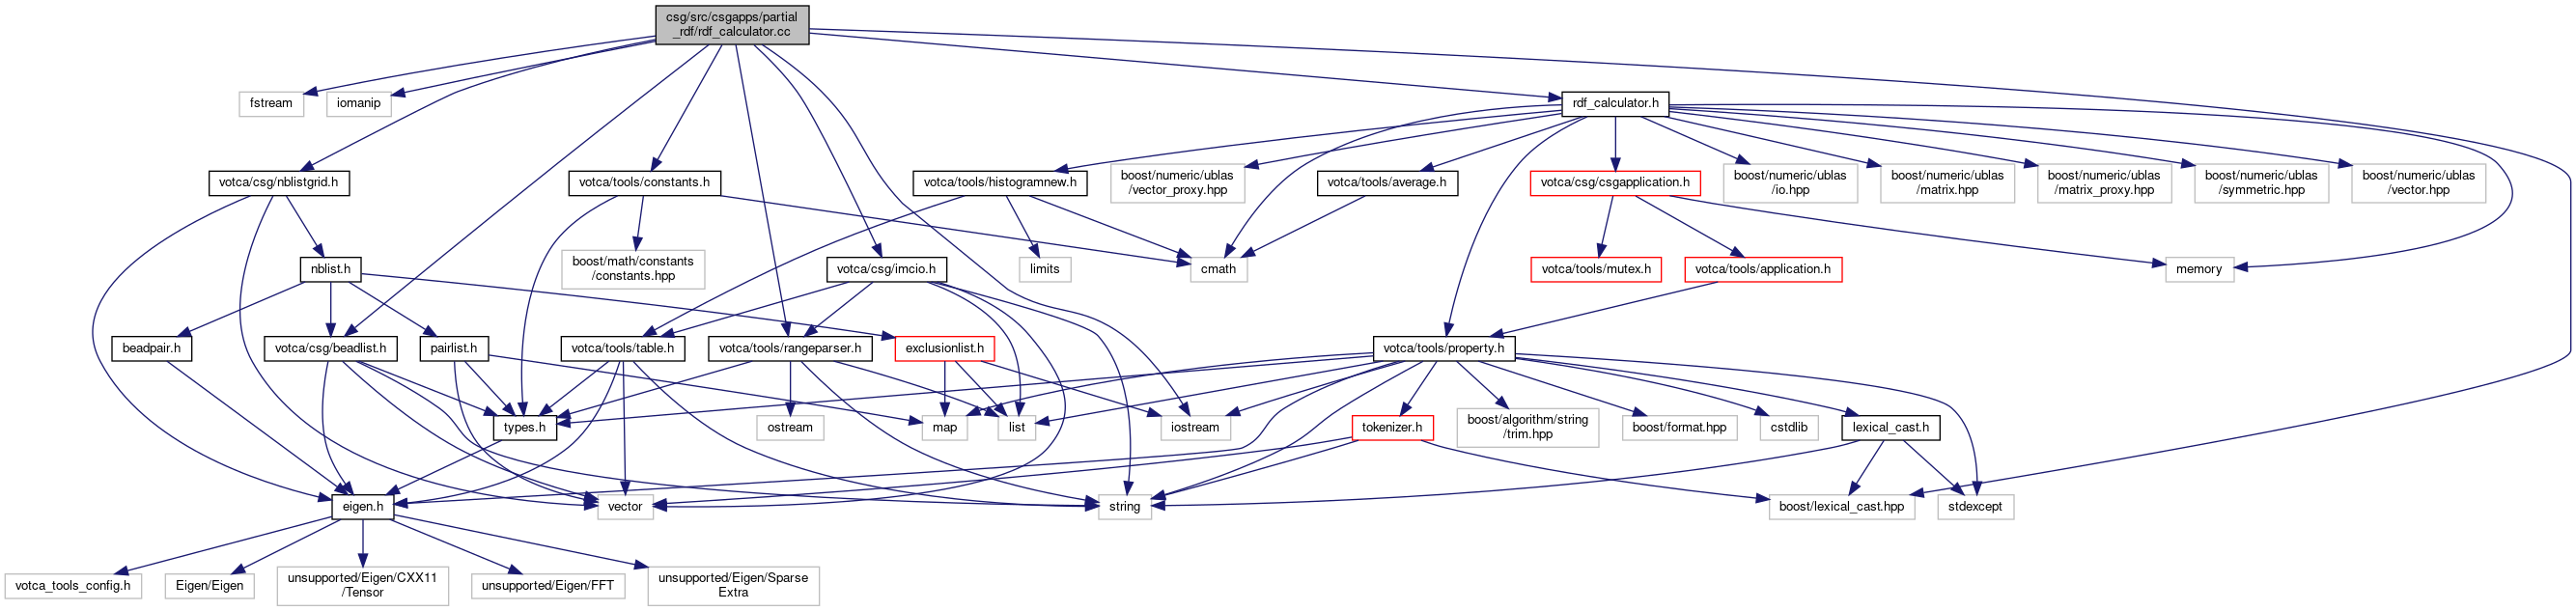 csg/src/csgapps/partial
_rdf/rdf_calculator.cc
fstream
iomanip
rdf_calculator.h
votca/csg/nblistgrid.h
votca/tools/constants.h
votca/tools/histogramnew.h
boost/numeric/ublas
/vector_proxy.hpp
votca/tools/average.h
votca/csg/csgapplication.h
boost/numeric/ublas
/io.hpp
boost/numeric/ublas
/matrix.hpp
boost/numeric/ublas
/matrix_proxy.hpp
boost/numeric/ublas
/symmetric.hpp
boost/numeric/ublas
/vector.hpp
nblist.h
boost/math/constants
/constants.hpp
votca/csg/imcio.h
limits
cmath
votca/tools/mutex.h
votca/tools/application.h
memory
beadpair.h
votca/csg/beadlist.h
pairlist.h
votca/tools/table.h
votca/tools/rangeparser.h
exclusionlist.h
votca/tools/property.h
types.h
ostream
map
list
iostream
tokenizer.h
boost/algorithm/string
/trim.hpp
boost/format.hpp
cstdlib
lexical_cast.h
eigen.h
vector
string
boost/lexical_cast.hpp
stdexcept
votca_tools_config.h
Eigen/Eigen
unsupported/Eigen/CXX11
/Tensor
unsupported/Eigen/FFT
unsupported/Eigen/Sparse
Extra